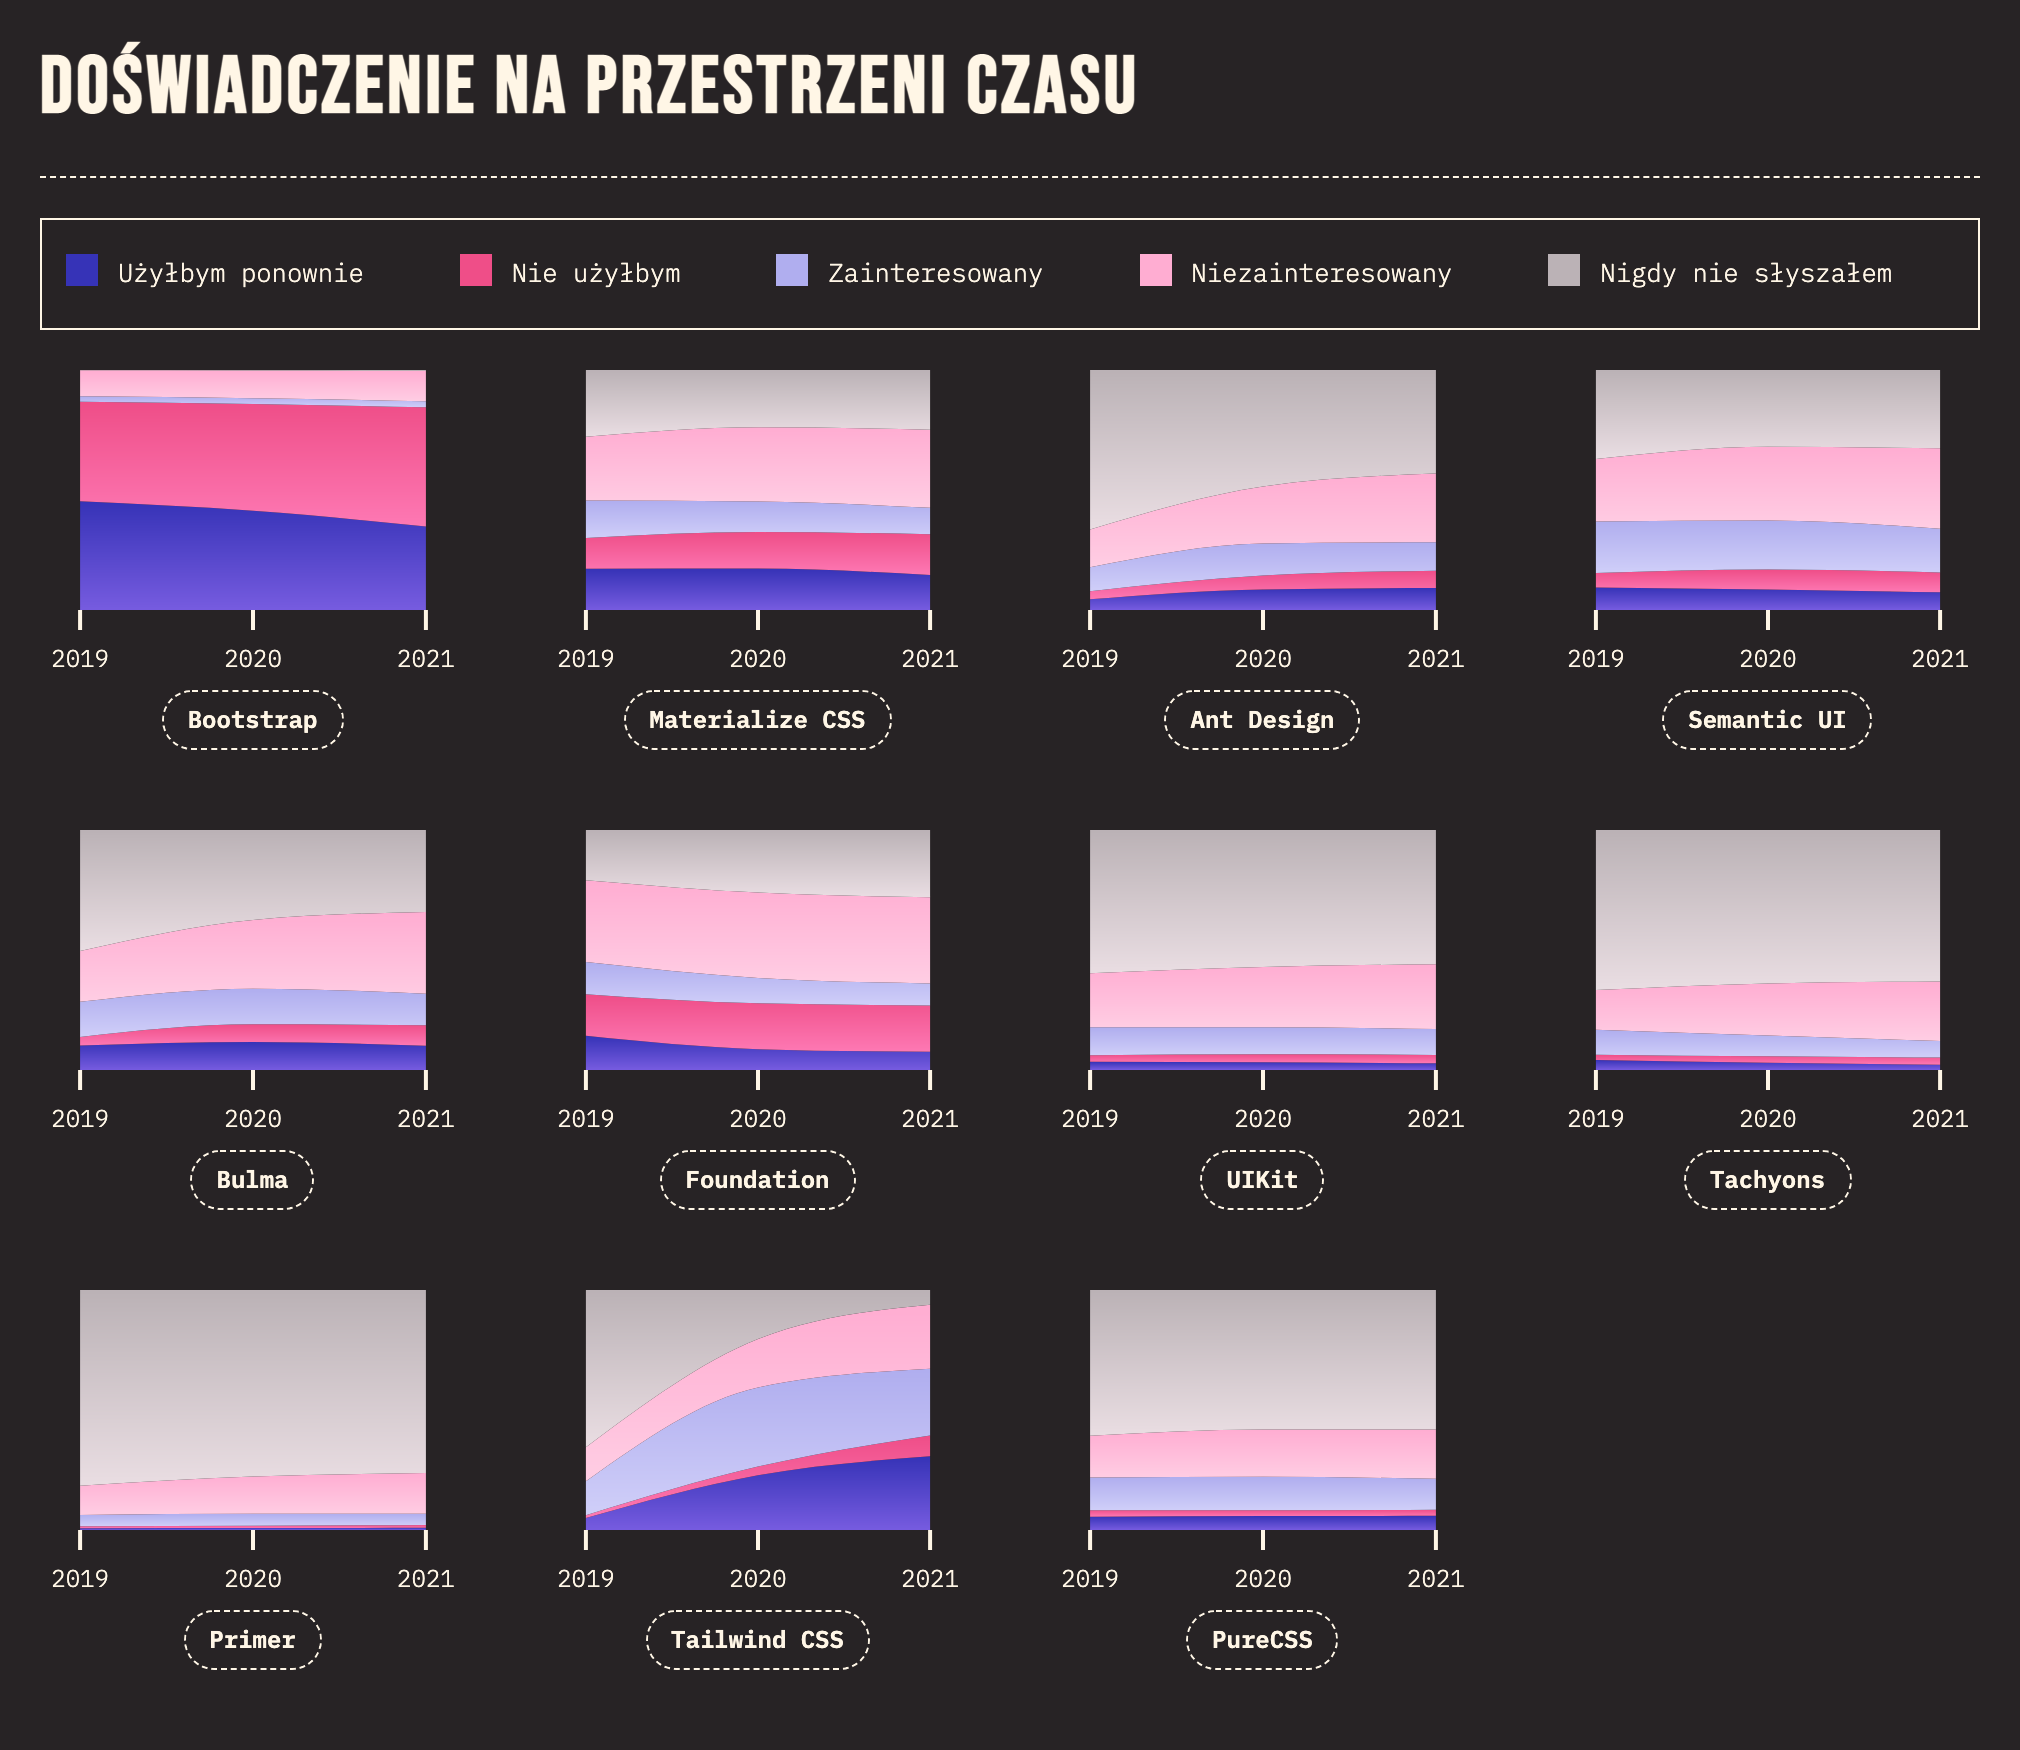 DOŚWIADCZENIE NA PRZESTRZENI CZASU
Użyłbym ponownie Nie użyłbym Zainteresowany Niezainteresowany Nigdy nie słyszałem
2019 2020 2021 2019 2020 2021 2019 2020 2021 2019 2020 2021
Bootstrap Materialize CSS Ant Design Semantic UI
2019 2020 2021 2019 2020 2021 2019 2020 2021 2019 2020 2021
Bulma Foundation UIKit Tachyons
2019 2020 2021 2019 2020 2021 2019 2020 2021
Primer Tailwind CSS PureCSS